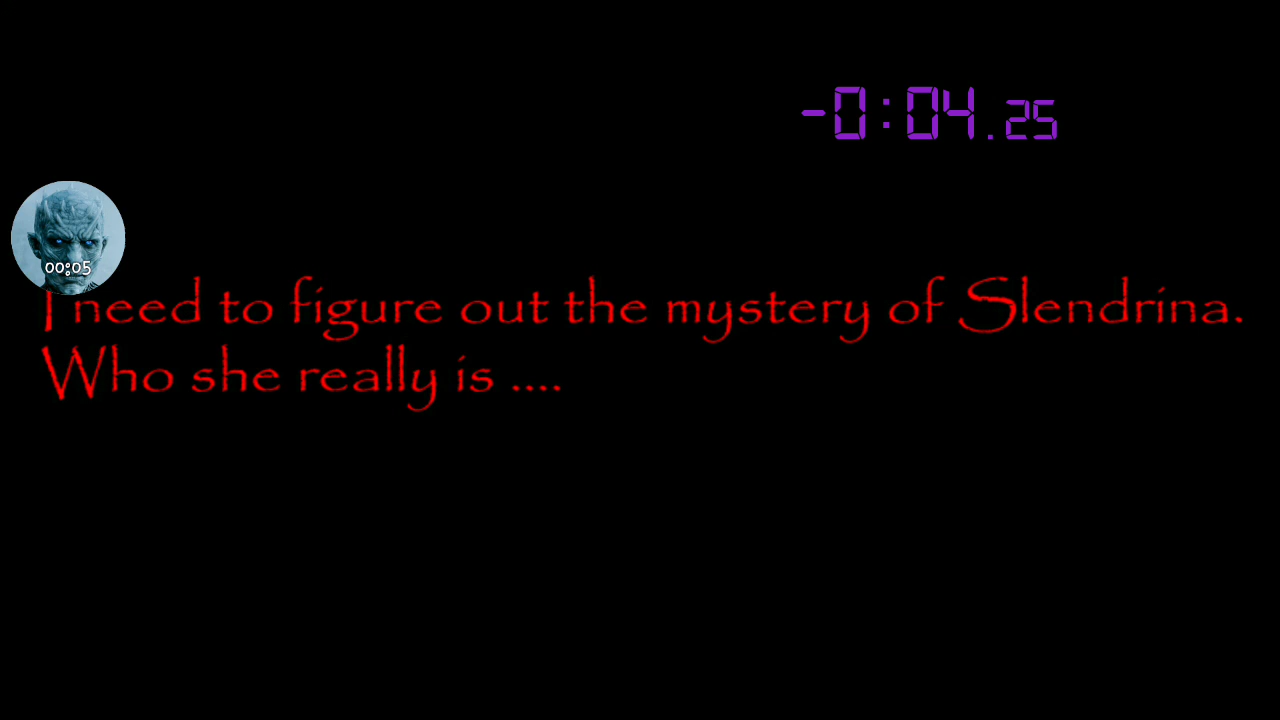 -0:04.25
00:05
I need to figure out the mystery of Slendrina.
Who she really is ....